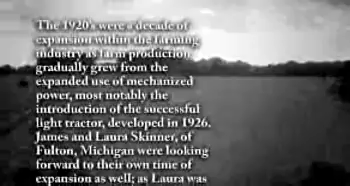 The 1920's were a decade of
expansion within the farming
industry as farm production
gradually grew from the
expanded use of mechanized
power, most notably the
introduction of the successful
light tractor, developed in 1926.
James and Laura Skinner, of
Fulton, Michigan were looking
forward to their own time of
expansion as well; as Laura was